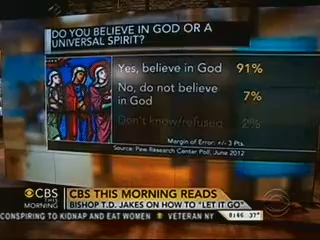 DO YOU BELIEVE IN GOD OR A
UNIVERSAL SPIRIT?
Yes, believe in God 91%
No, do not believe
in God 7%
Don't know/refused 2%
Margin of Error: +/- 3 Pts.
Source: Pew Research Center Poll, June 2012
CBS
THIS
MORNING
CBS THIS MORNING READS
BISHOP T.D. JAKES ON HOW TO "LET IT GO"
CONSPIRING TO KIDNAP AND EAT WOMEN VETERAN NY 8:46 37°